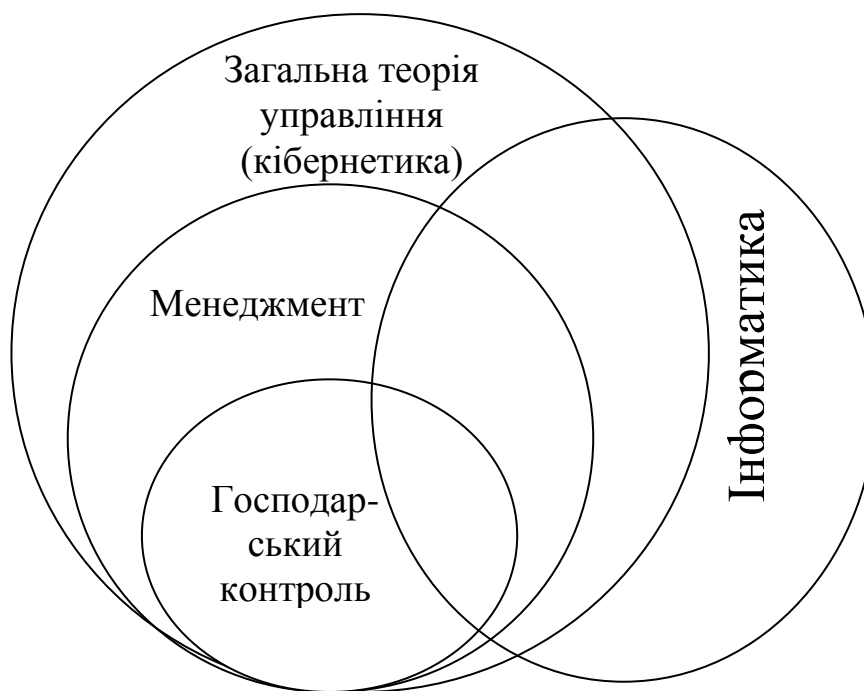 Загальна теорія
управління
(кібернетика)
Менеджмент
Господар-
ський
контроль
Інформатика